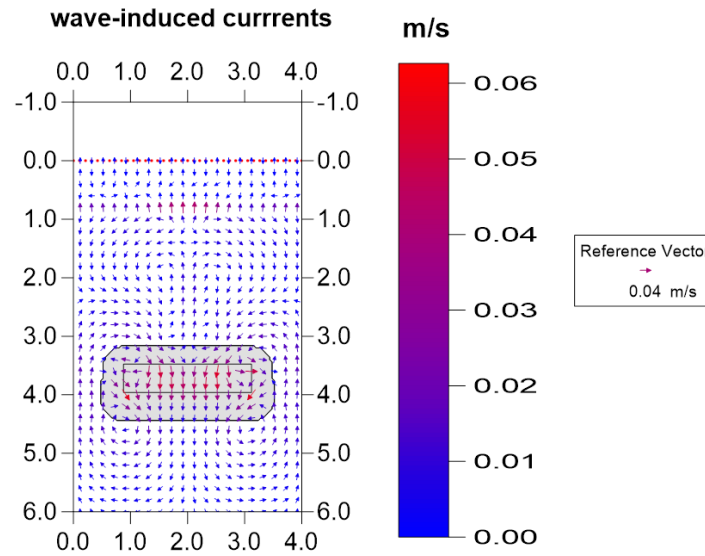 wave-induced currrents
m/s
0.0 1.0 2.0 3.0 4.0
-1.0 -1.0
0.0 0.0
1.0 1.0
2.0 2.0
3.0 3.0
4.0 4.0
5.0 5.0
6.0 6.0
0.0 1.0 2.0 3.0 4.0
0.06
0.05
0.04
0.03
0.02
0.01
0.00
Reference Vector
0.04 m/s